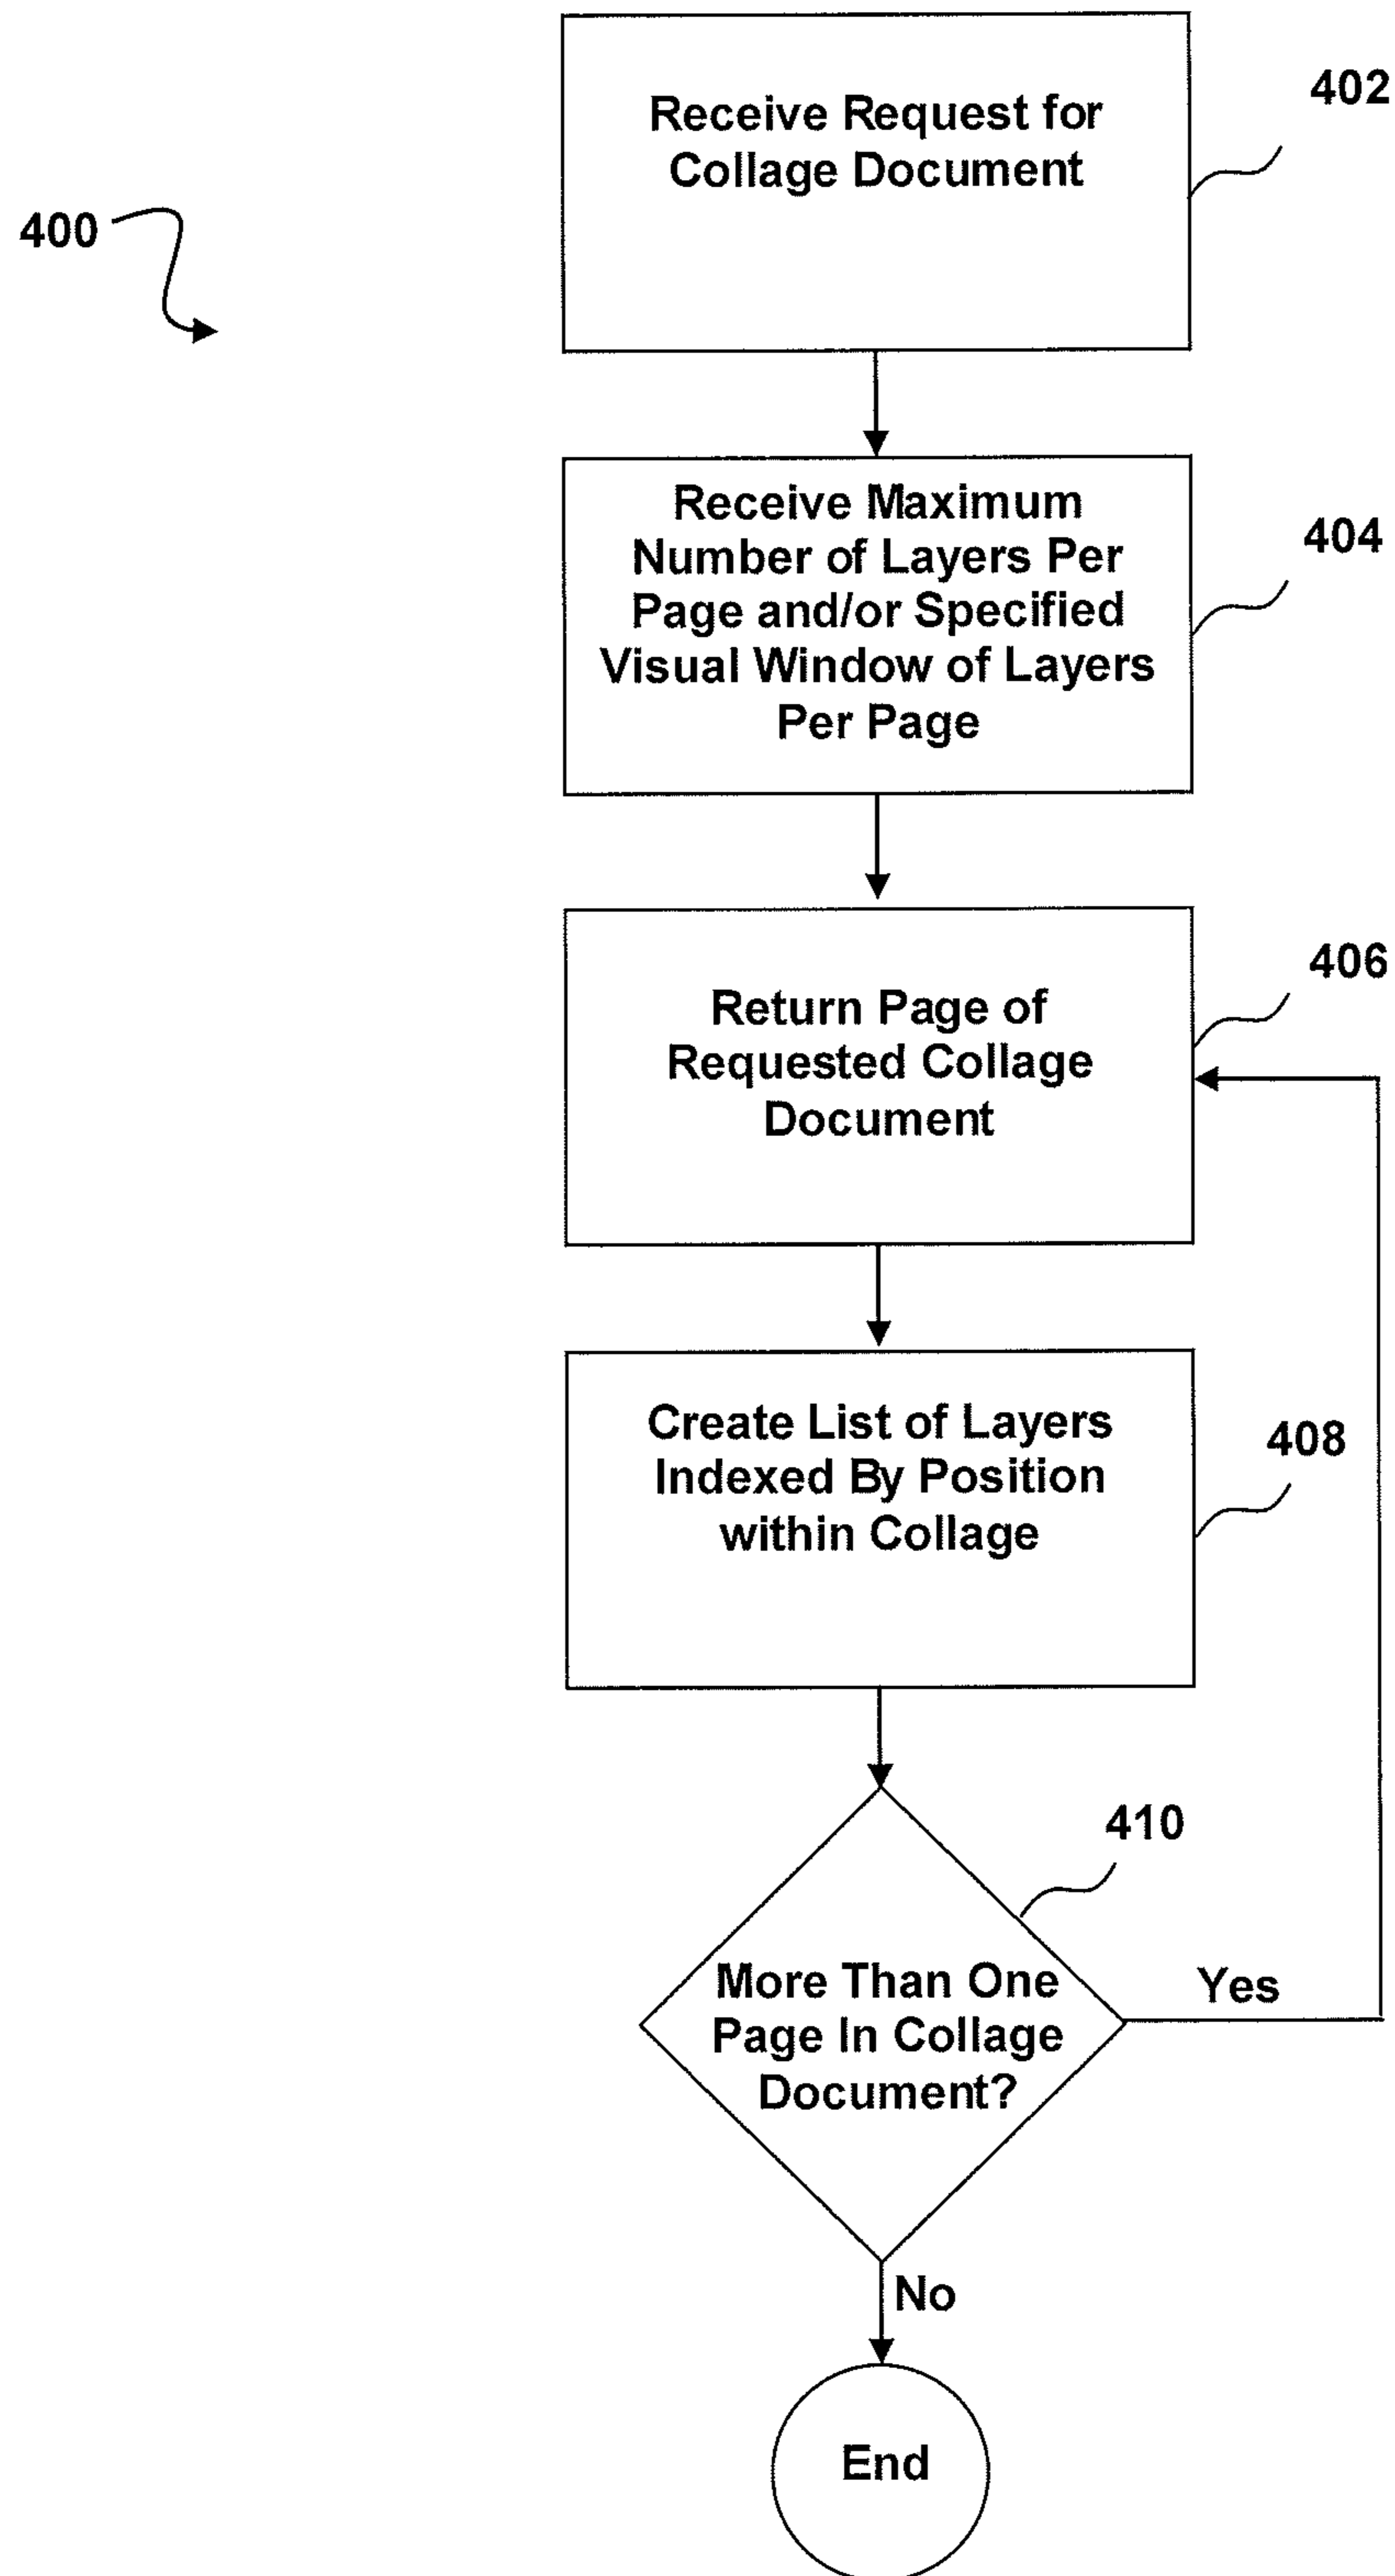 Receive Request for
Collage Document
402
400
Receive Maximum
Number of Layers Per
Page and/or Specified
Visual Window of Layers
Per Page
404
Return Page of
Requested Collage
Document
406
Create List of Layers
Indexed By Position
within Collage
408
410
More Than One
Page In Collage
Document?
Yes
No
End